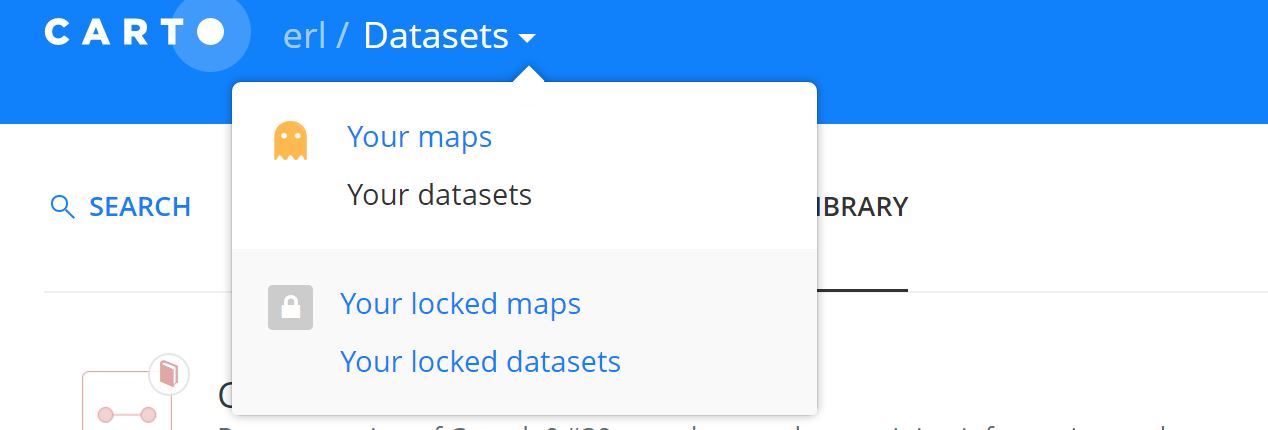 CARTO erl / Datasets
Your maps
Your datasets
SEARCH
IBRARY
Your locked maps
Your locked datasets